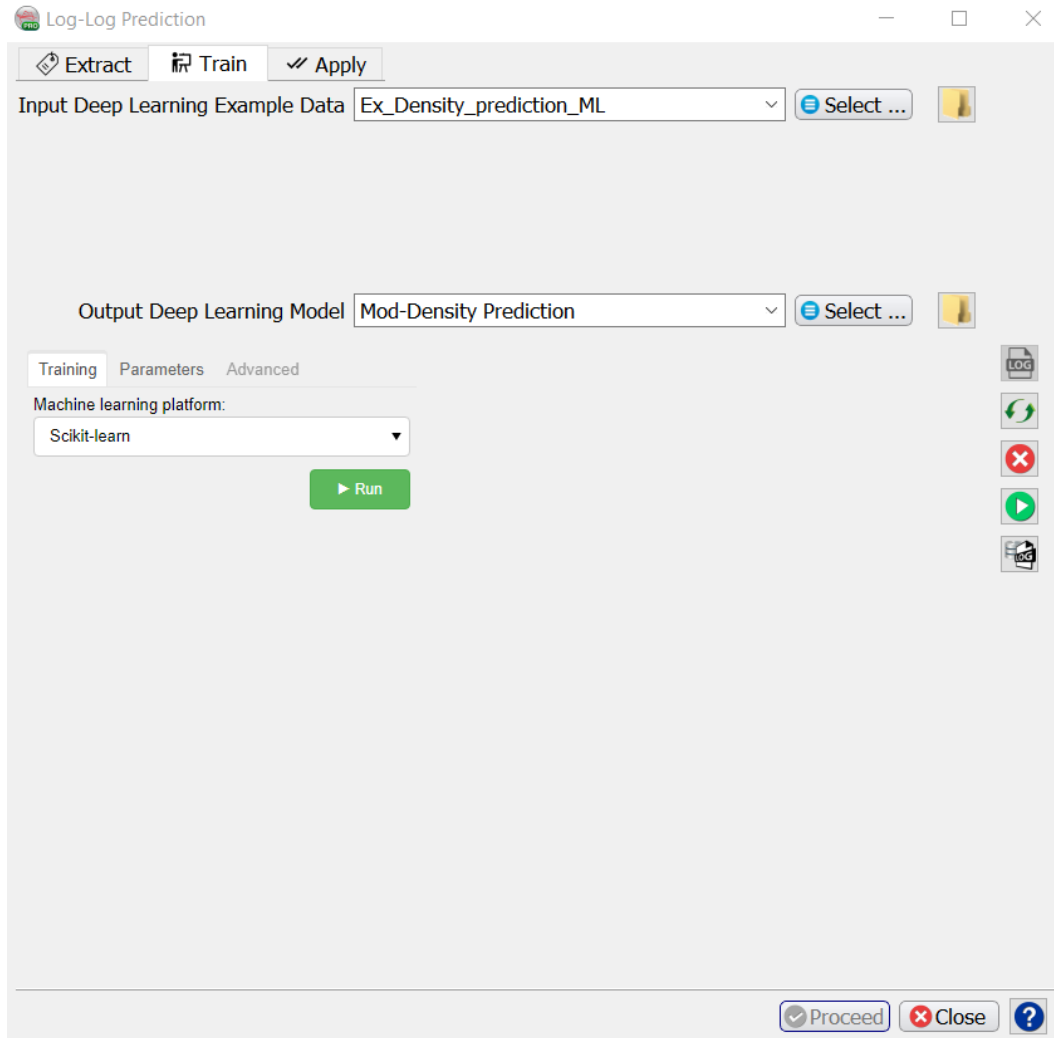 Log-Log Prediction
Extract Train Apply
Input Deep Learning Example Data Ex_Density_prediction_ML Select ...
Output Deep Learning Model Mod-Density Prediction Select ...
LOG
Training Parameters Advanced
Machine learning platform:
Scikit-learn
Run
LOG
Proceed Close ?